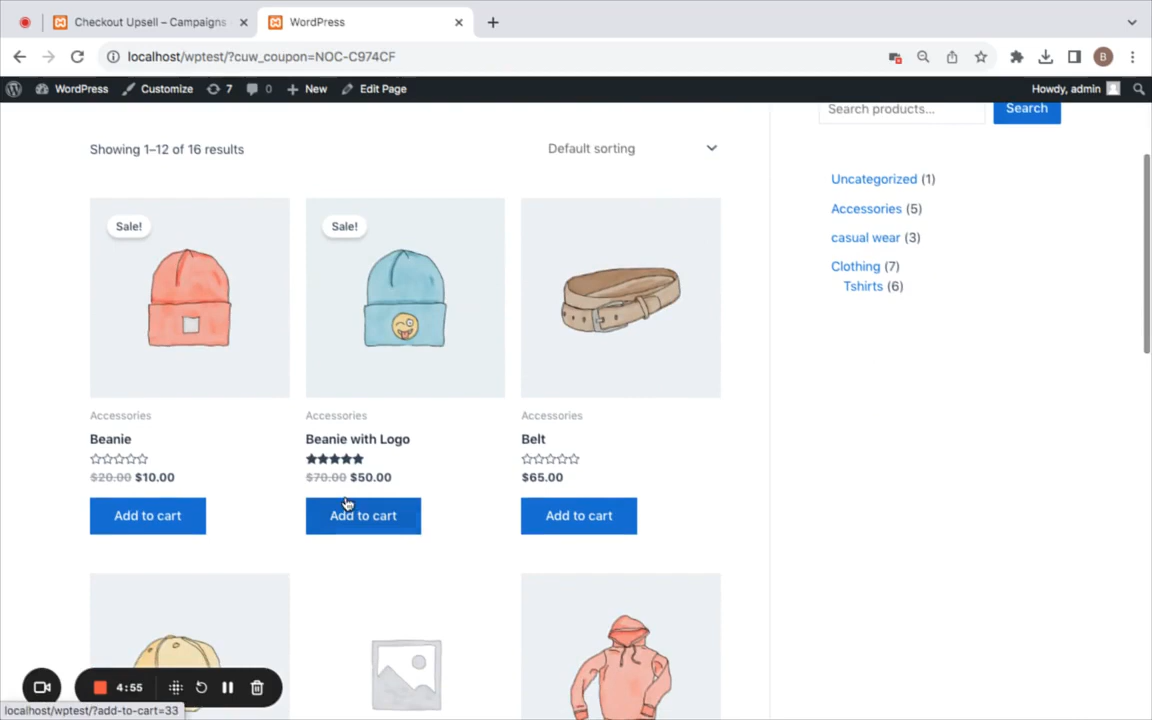 Checkout Upsell – Campaigns
WordPress
localhost/wptest/?cuw_coupon=NOC-C974CF
B
WordPress
Customize
7
0
New
Edit Page
Howdy, admin
Search products...
Search
Showing 1–12 of 16 results
Default sorting
Uncategorized (1)
Accessories (5)
casual wear (3)
Clothing (7)
Tshirts (6)
Sale!
Sale!
Accessories
Accessories
Accessories
Beanie
Beanie with Logo
Belt
$20.00 $10.00
$70.00 $50.00
$65.00
Add to cart
Add to cart
Add to cart
4:55
localhost/wptest/?add-to-cart=33